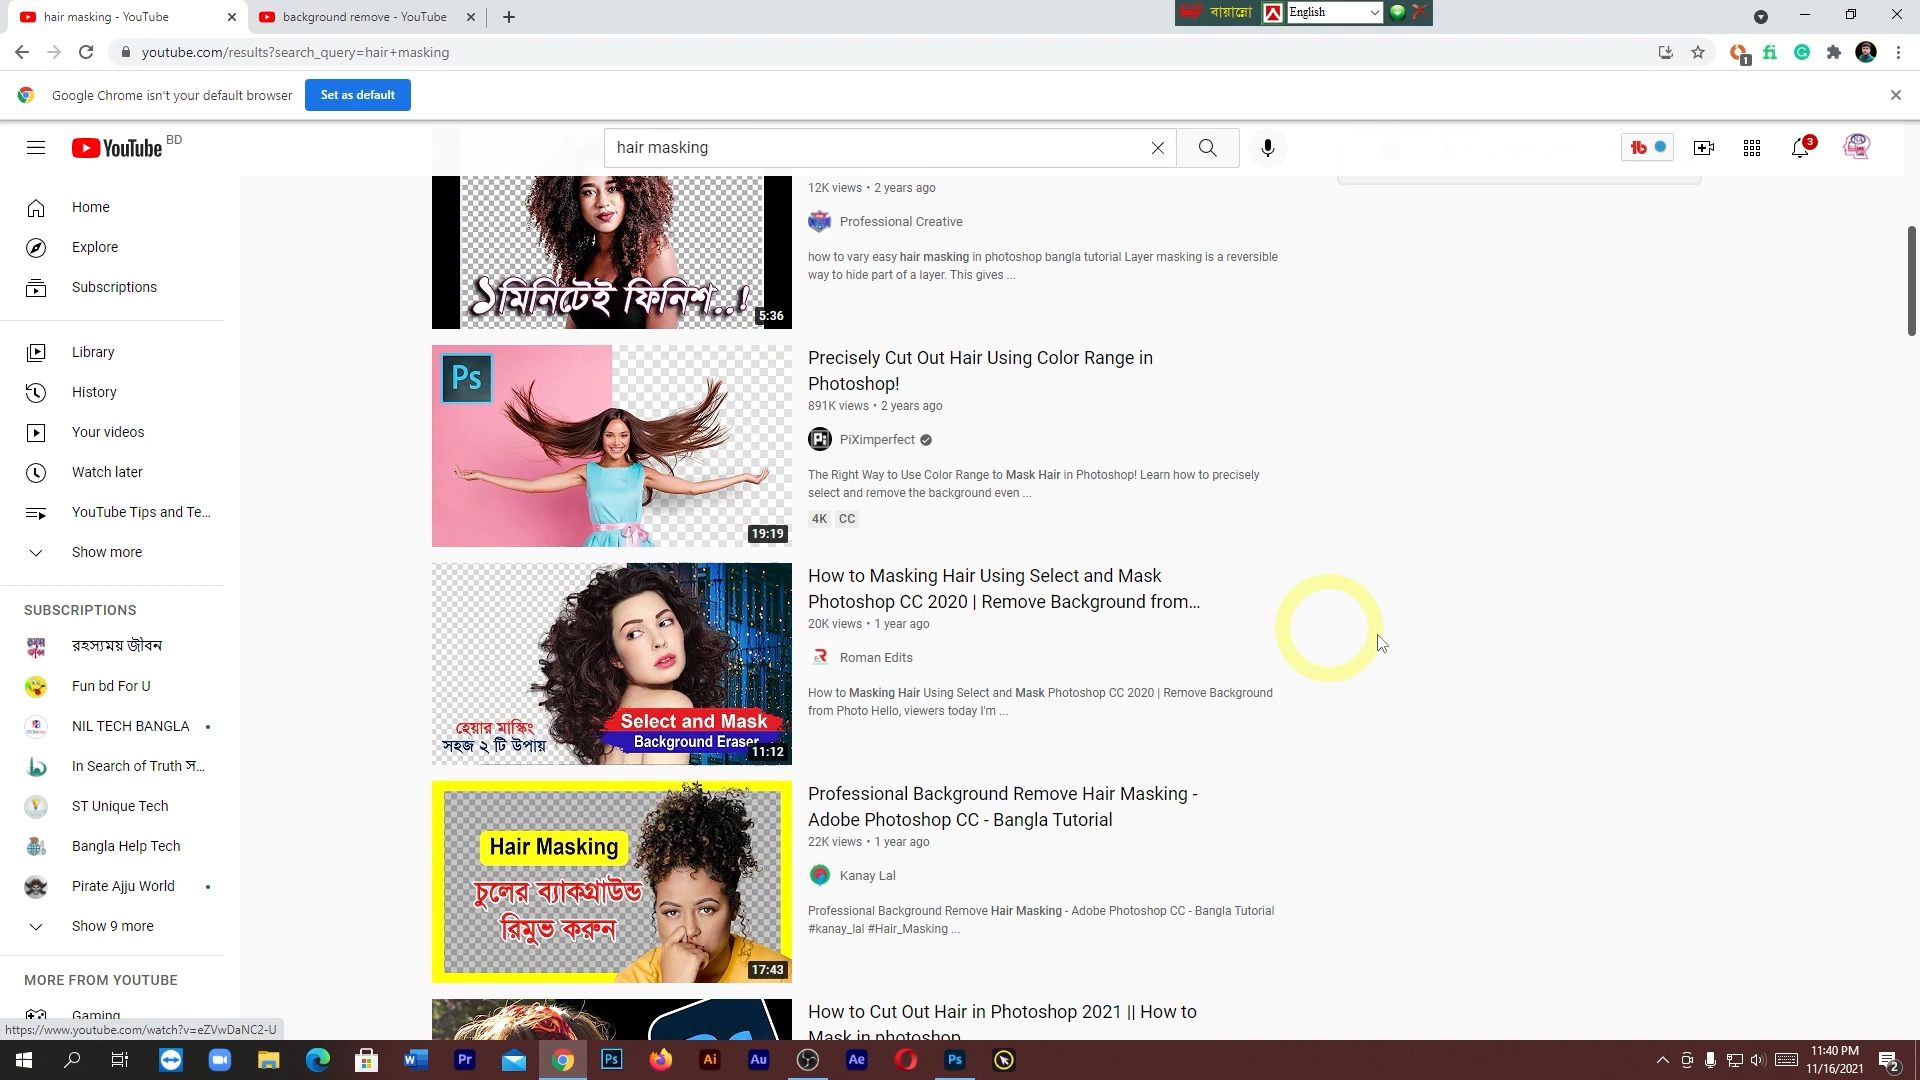 hair masking - YouTube
background remove - YouTube
বায়ান্নো
English
youtube.com/results?search_query=hair+masking
1
Google Chrome isn't your default browser
Set as default
YouTube
BD
hair masking
3
Home
Explore
Subscriptions
Library
History
Your videos
Watch later
YouTube Tips and Te...
Show more
SUBSCRIPTIONS
রহস্যময় জীবন
Fun bd For U
NIL TECH BANGLA
In Search of Truth স...
ST Unique Tech
Bangla Help Tech
Pirate Ajju World
Show 9 more
MORE FROM YOUTUBE
Gaming
https://www.youtube.com/watch?v=eZVwDaNC2-U
১মিনিটেই ফিনিশ..!
5:36
12K views • 2 years ago
Professional Creative
how to vary easy hair masking in photoshop bangla tutorial Layer masking is a reversible
way to hide part of a layer. This gives ...
Ps
19:19
Precisely Cut Out Hair Using Color Range in
Photoshop!
891K views • 2 years ago
PiXimperfect
The Right Way to Use Color Range to Mask Hair in Photoshop! Learn how to precisely
select and remove the background even ...
4K CC
হেয়ার মাস্কিং
সহজ ২ টি উপায়
Select and Mask
Background Eraser
11:12
How to Masking Hair Using Select and Mask
Photoshop CC 2020 | Remove Background from...
20K views • 1 year ago
Roman Edits
How to Masking Hair Using Select and Mask Photoshop CC 2020 | Remove Background
from Photo Hello, viewers today I'm ...
Hair Masking
চুলের ব্যাকগ্রাউন্ড
রিমুভ করুন
17:43
Professional Background Remove Hair Masking -
Adobe Photoshop CC - Bangla Tutorial
22K views • 1 year ago
Kanay Lal
Professional Background Remove Hair Masking - Adobe Photoshop CC - Bangla Tutorial
#kanay_lal #Hair_Masking ...
How to Cut Out Hair in Photoshop 2021 || How to
Mask in photoshop
Pr
Ps
Ai
Au
Ae
Ps
11:40 PM
11/16/2021
2